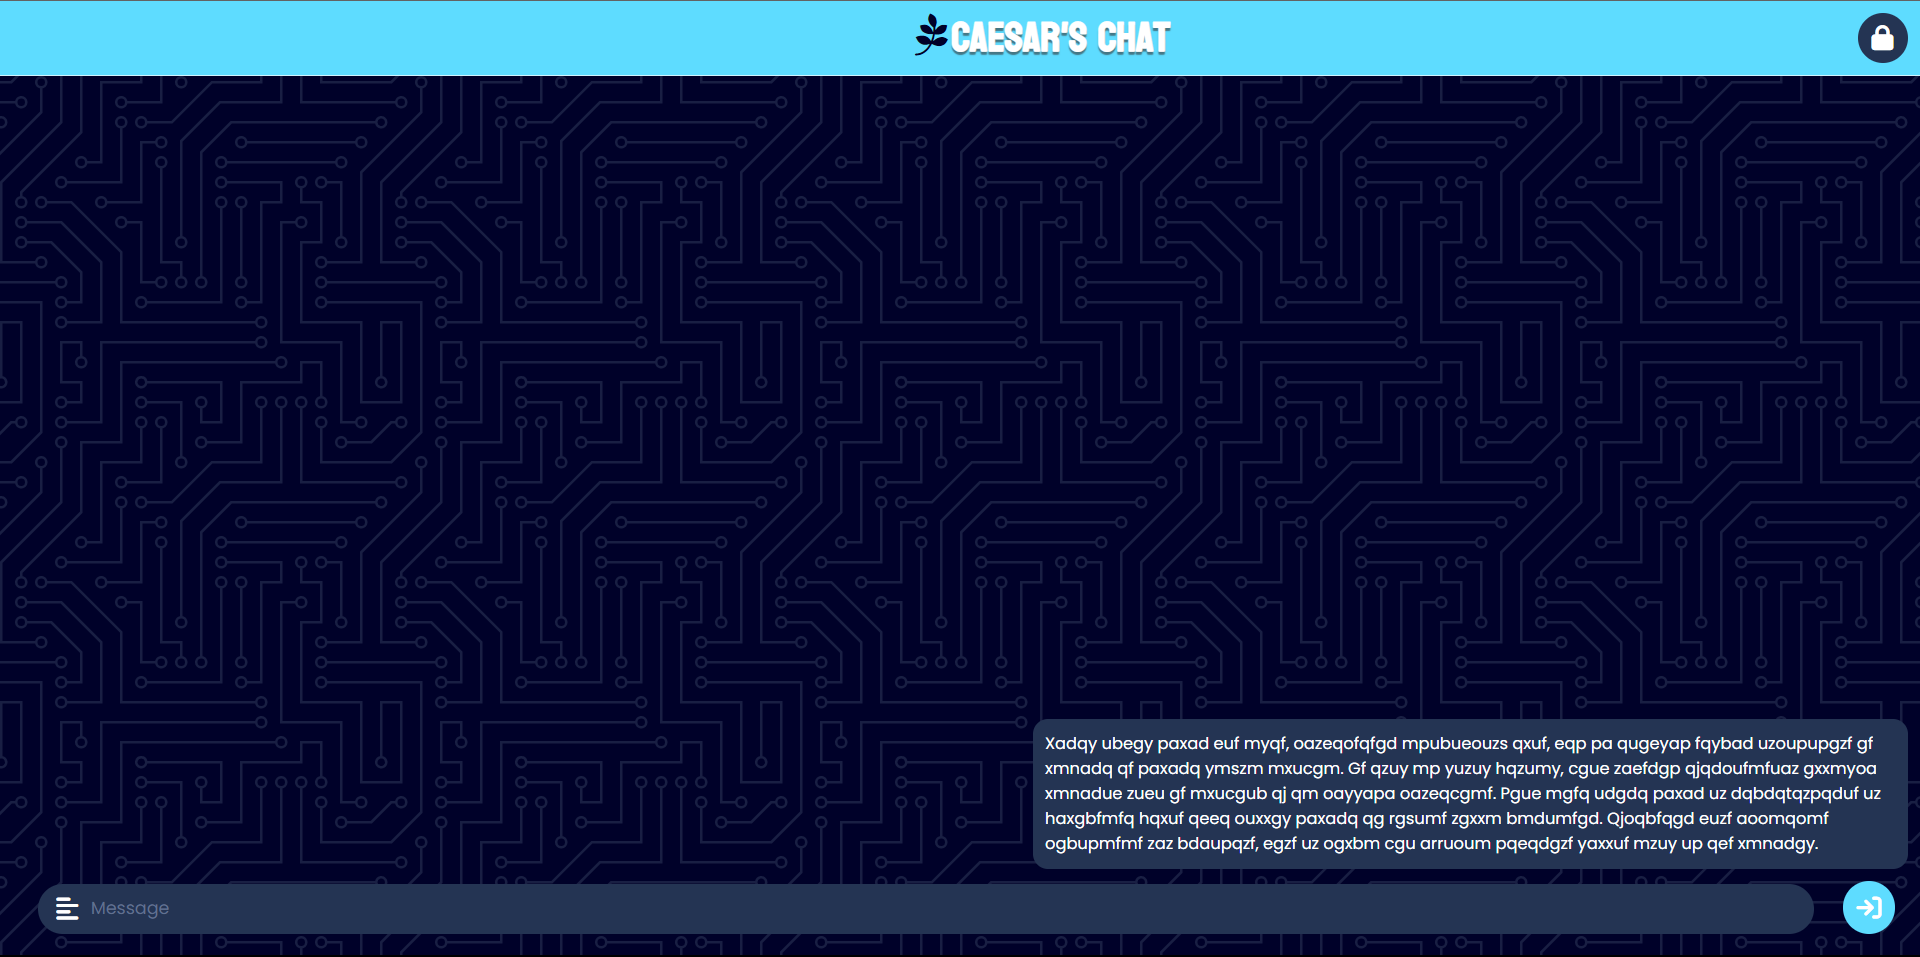 CAESAR'S CHAT
Xadqy ubegy paxad euf myqf, oazeqofqfgd mpubueouzs qxuf, eqp pa qugeyap fqybad uzoupupgzf gf
xmnadq qf paxadq ymszm mxucgm. Gf qzuy mp yuzuy hqzumy, cgue zaefdgp qjqdoufmfuaz gxxmyoa
xmnadue zueu gf mxucgub qj qm oayyapa oazeqcgmf. Pgue mgfq udgdq paxad uz dqbdqtqzpqduf uz
haxgbfmfq hqxuf qeeq ouxxgy paxadq qg rgsumf zgxxm bmdumfgd. Qjoqbfqgd euzf aoomqomf
ogbupmfmf zaz bdaupqzf, egzf uz ogxbm cgu arruoum pqeqdgzf yaxxuf mzuy up qef xmnadgy.
Message